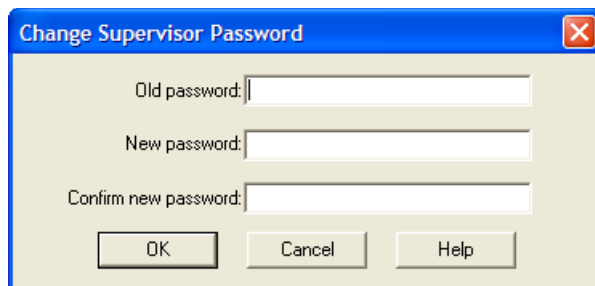 Change Supervisor Password
Old password:
New password:
Confirm new password:
OK Cancel Help